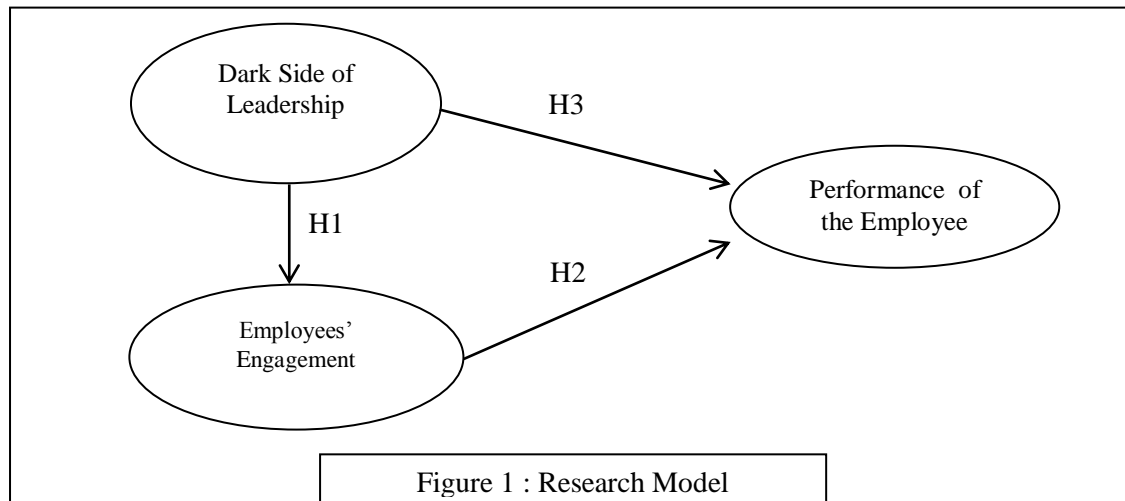 Dark Side of
Leadership
H3
Performance of
the Employee
H1
H2
Employees'
Engagement
Figure 1 : Research Model